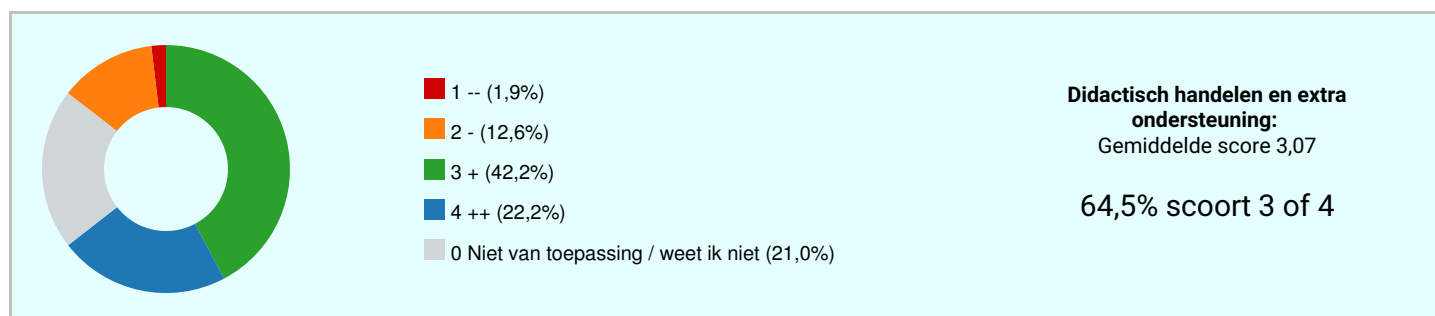 1 -- (1,9%)
2 - (12,6%)
3 + (42,2%)
4 ++ (22,2%)
0 Niet van toepassing / weet ik niet (21,0%)
Didactisch handelen en extra
ondersteuning:
Gemiddelde score 3,07
64,5% scoort 3 of 4